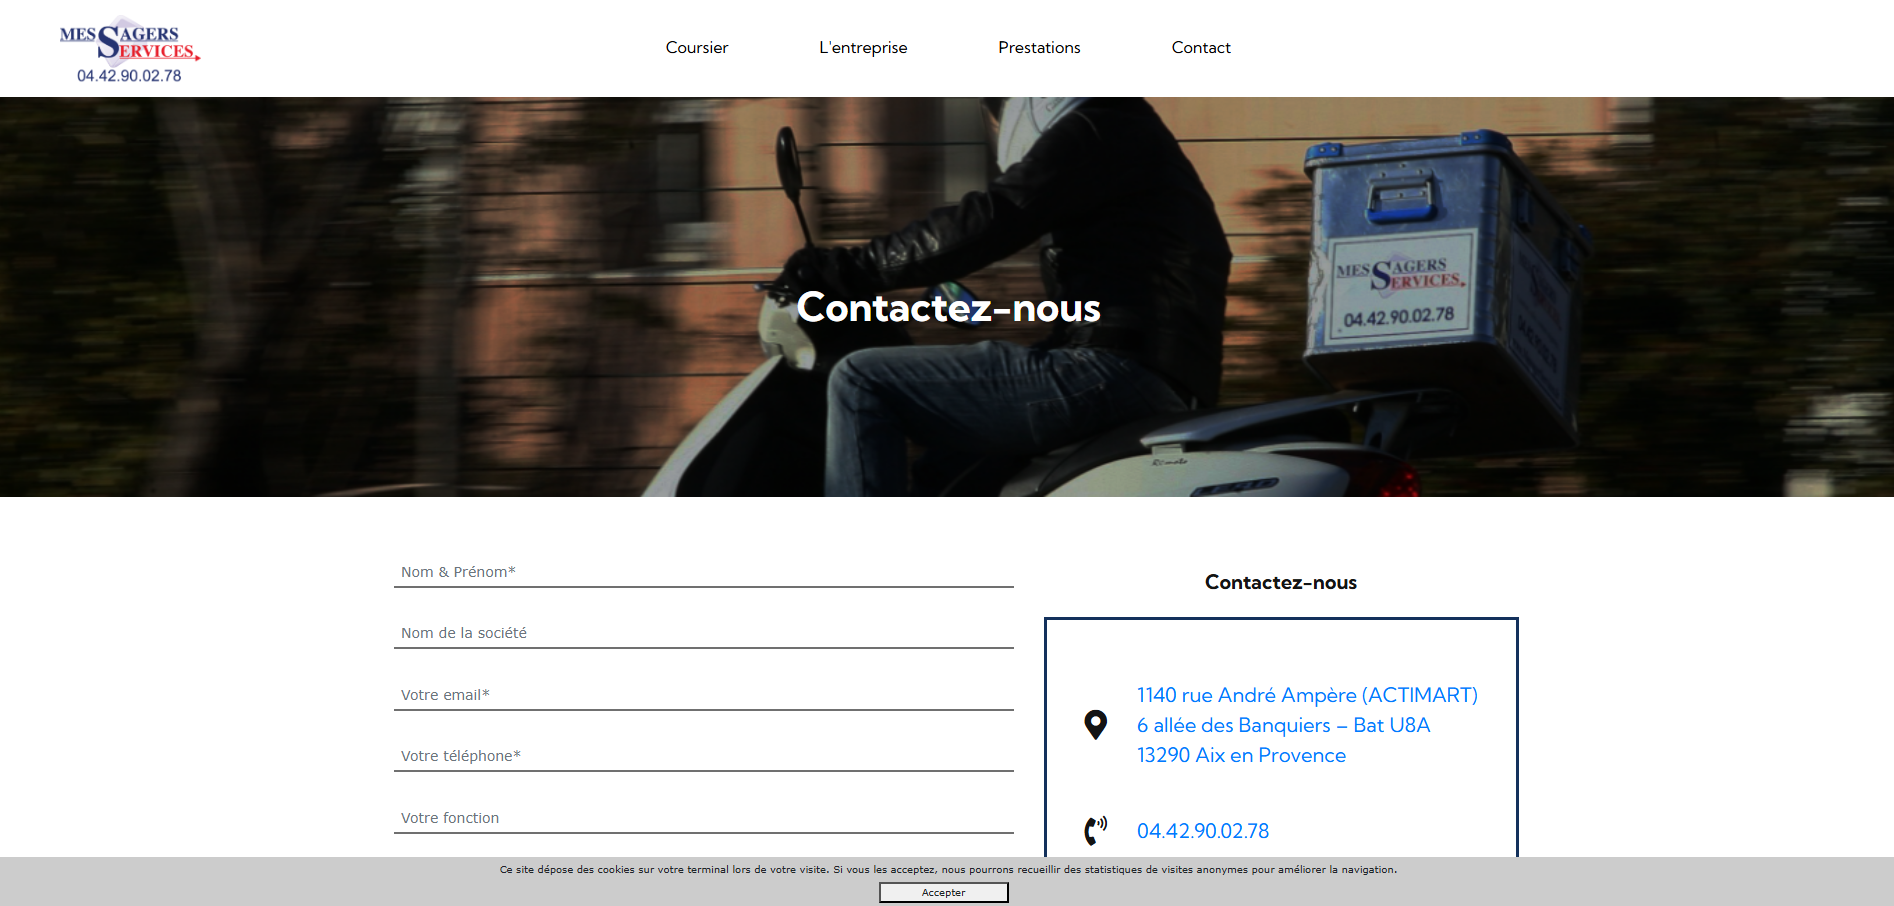 MESSAGERS
SERVICES
04.42.90.02.78
Coursier
L'entreprise
Prestations
Contact
MESSAGERS
SERVICES
04.42.90.02.78
Contactez-nous
Nom & Prénom*
Nom de la société
Votre email*
Votre téléphone*
Votre fonction
Contactez-nous
1140 rue André Ampère (ACTIMART)
6 allée des Banquiers – Bat U8A
13290 Aix en Provence
04.42.90.02.78
Ce site dépose des cookies sur votre terminal lors de votre visite. Si vous les acceptez, nous pourrons recueillir des statistiques de visites anonymes pour améliorer la navigation.
Accepter